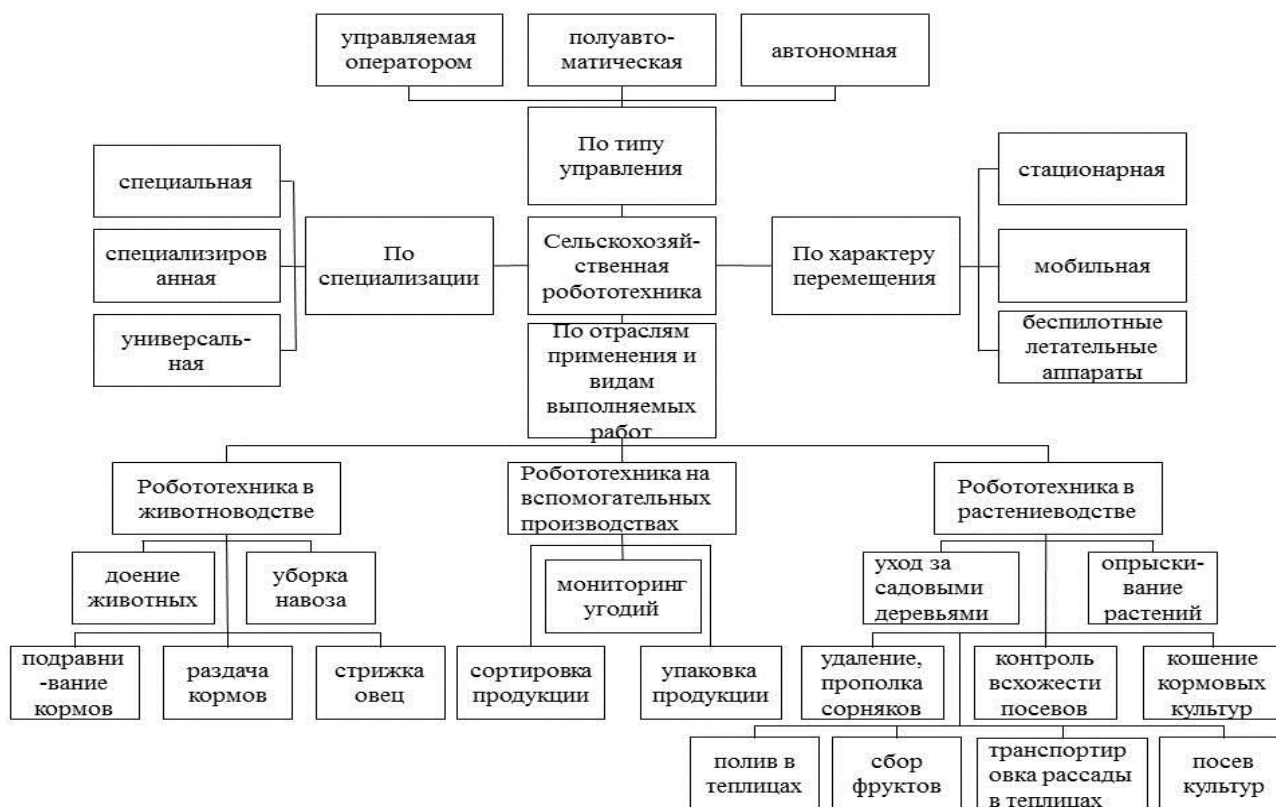 управляемая
оператором
полуавто-
матическая
автономная
По типу
управления
специальная
специализиров
анная
универсаль-
ная
По
специализации
Сельскохозяй-
ственная
робототехника
По характеру
перемещения
стационарная
мобильная
беспилотные
летательные
аппараты
По отраслям
применения и
видам
выполняемых
работ
Робототехника в
животноводстве
Робототехника на
вспомогательных
производствах
Робототехника в
растениеводстве
доение
животных
уборка
навоза
мониторинг
угодий
уход за
садовыми
деревьями
опрыски-
вание
растений
подравни
-вание
кормов
раздача
кормов
стрижка
овец
сортировка
продукции
упаковка
продукции
удаление,
прополка
сорняков
контроль
всхожести
посевов
кошение
кормовых
культур
полив в
теплицах
сбор
фруктов
транспортир
овка рассады
в теплицах
посев
культур